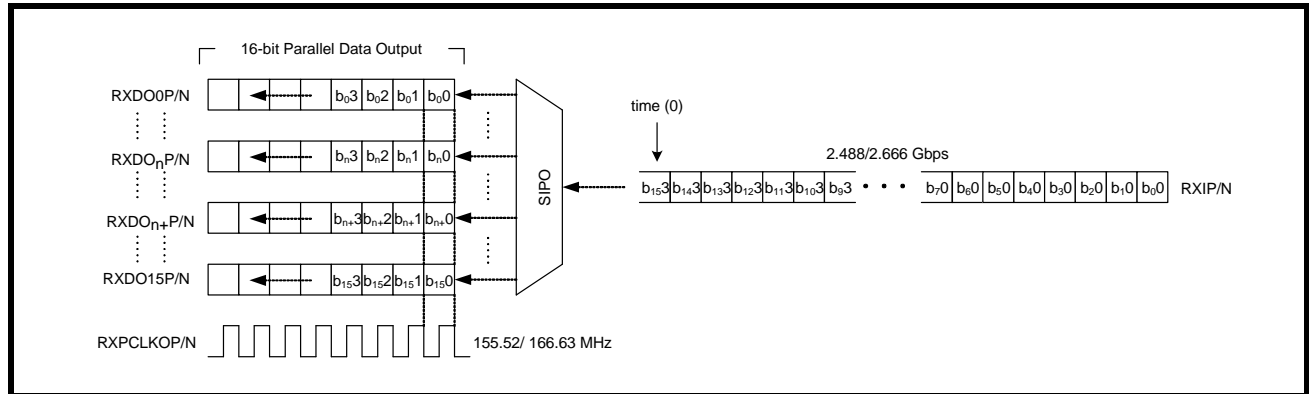 16-bit Parallel Data Output
RXDO0P/N
b₀3 b₀2 b₀1 b₀0
time (0)
RXDOₙP/N
bₙ3 bₙ2 bₙ1 bₙ0
2.488/2.666 Gbps
SIPO
b₁₅3 b₁₄3 b₁₃3 b₁₂3 b₁₁3 b₁₀3 b₉3 b₇0 b₆0 b₅0 b₄0 b₃0 b₂0 b₁0 b₀0 RXIP/N
RXDOₙ₊P/N
bₙ₊3 bₙ₊2 bₙ₊1 bₙ₊0
RXDO15P/N
b₁₅3 b₁₅2 b₁₅1 b₁₅0
RXPCLKOP/N
155.52/ 166.63 MHz